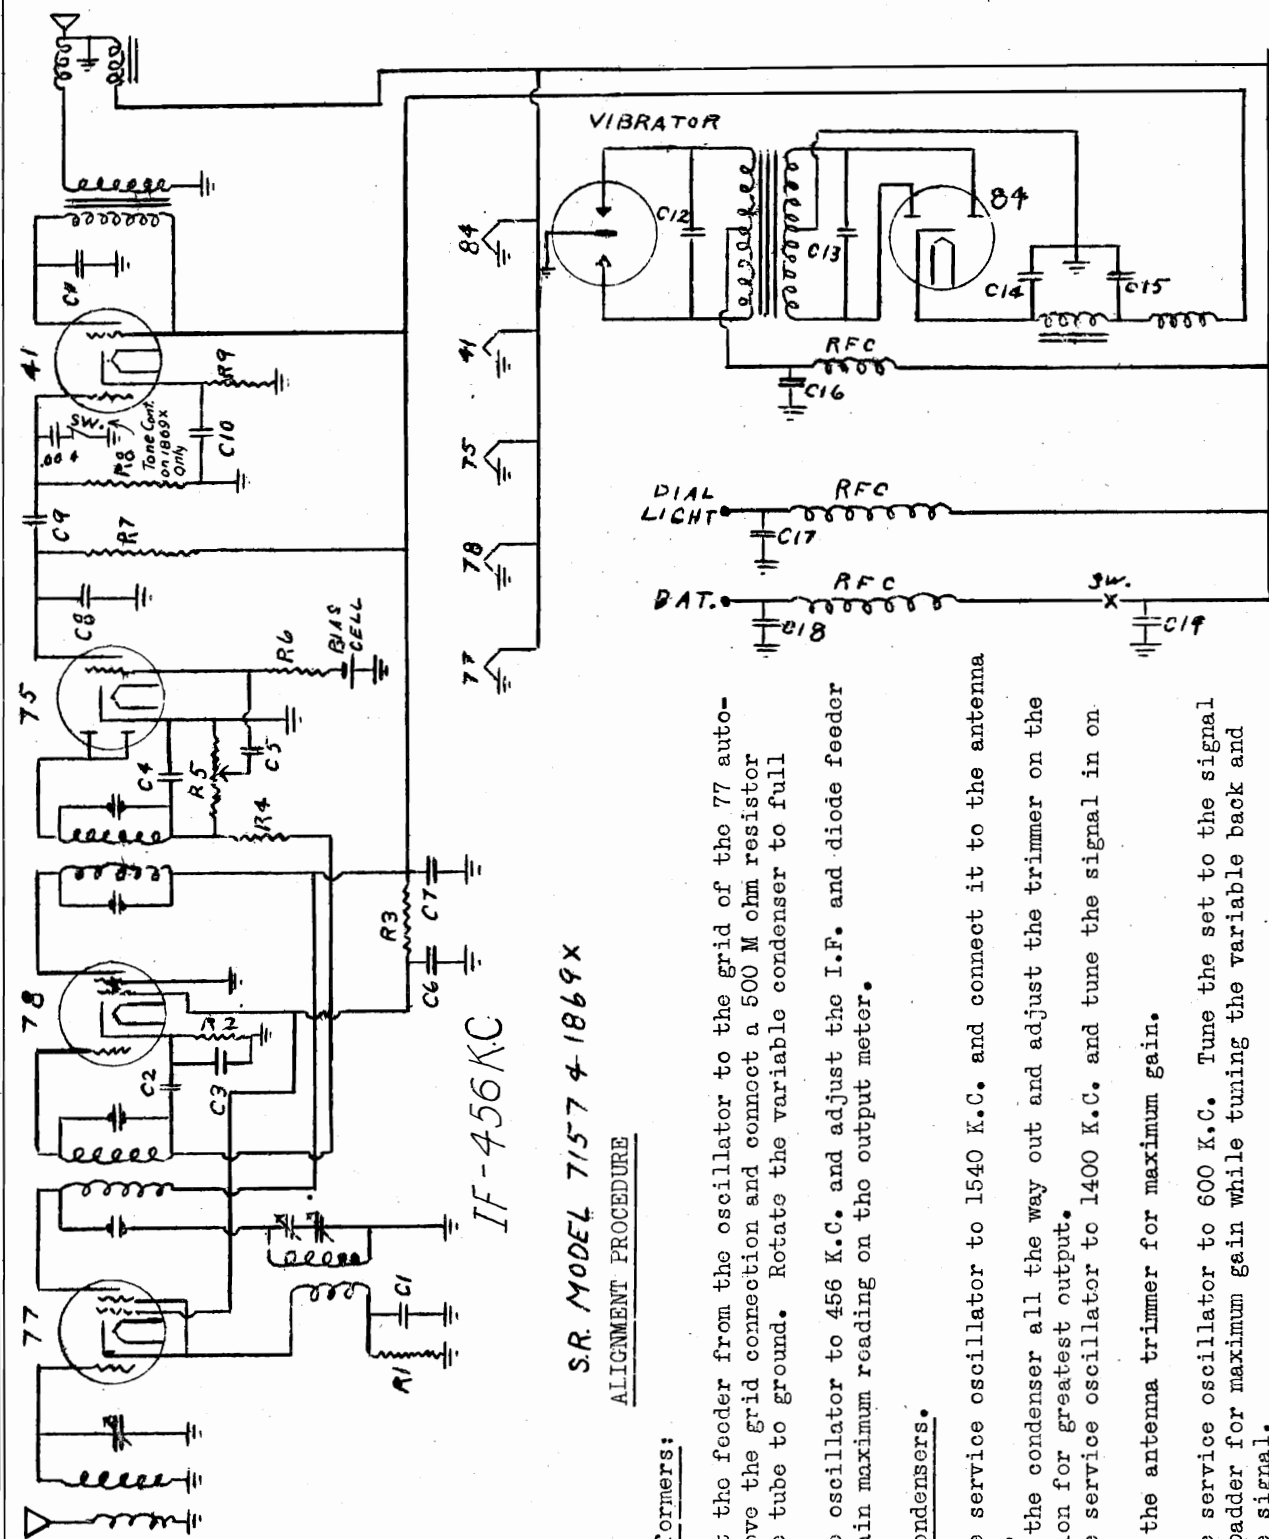 77
78
75
41
R1
C1
C2
C3
R2
C4
R5
R4
C5
R6
BIAS
CELL
C8
R7
C9
.004
SW.
R8
Tone Cont.
on 1869X
Only
C10
R9
R3
C6
C7
77
78
75
41
84
VIBRATOR
C12
C13
84
C14
C15
RFC
C16
DIAL
LIGHT
RFC
C17
BAT.
RFC
SW.
C18
C19
IF-456 K.C.
S.R. MODEL 7157 & 1869X
ALIGNMENT PROCEDURE
ormers:
the feeder from the oscillator to the grid of the 77 auto-
ve the grid connection and connect a 500 M ohm resistor
tube to ground. Rotate the variable condenser to full
oscillator to 456 K.C. and adjust the I.F. and diode feeder
ain maximum reading on the output meter.
ondensers.
service oscillator to 1540 K.C. and connect it to the antenna
the condenser all the way out and adjust the trimmer on the
ion for greatest output.
service oscillator to 1400 K.C. and tune the signal in on
the antenna trimmer for maximum gain.
service oscillator to 600 K.C. Tune the set to the signal
padder for maximum gain while tuning the variable back and
signal.